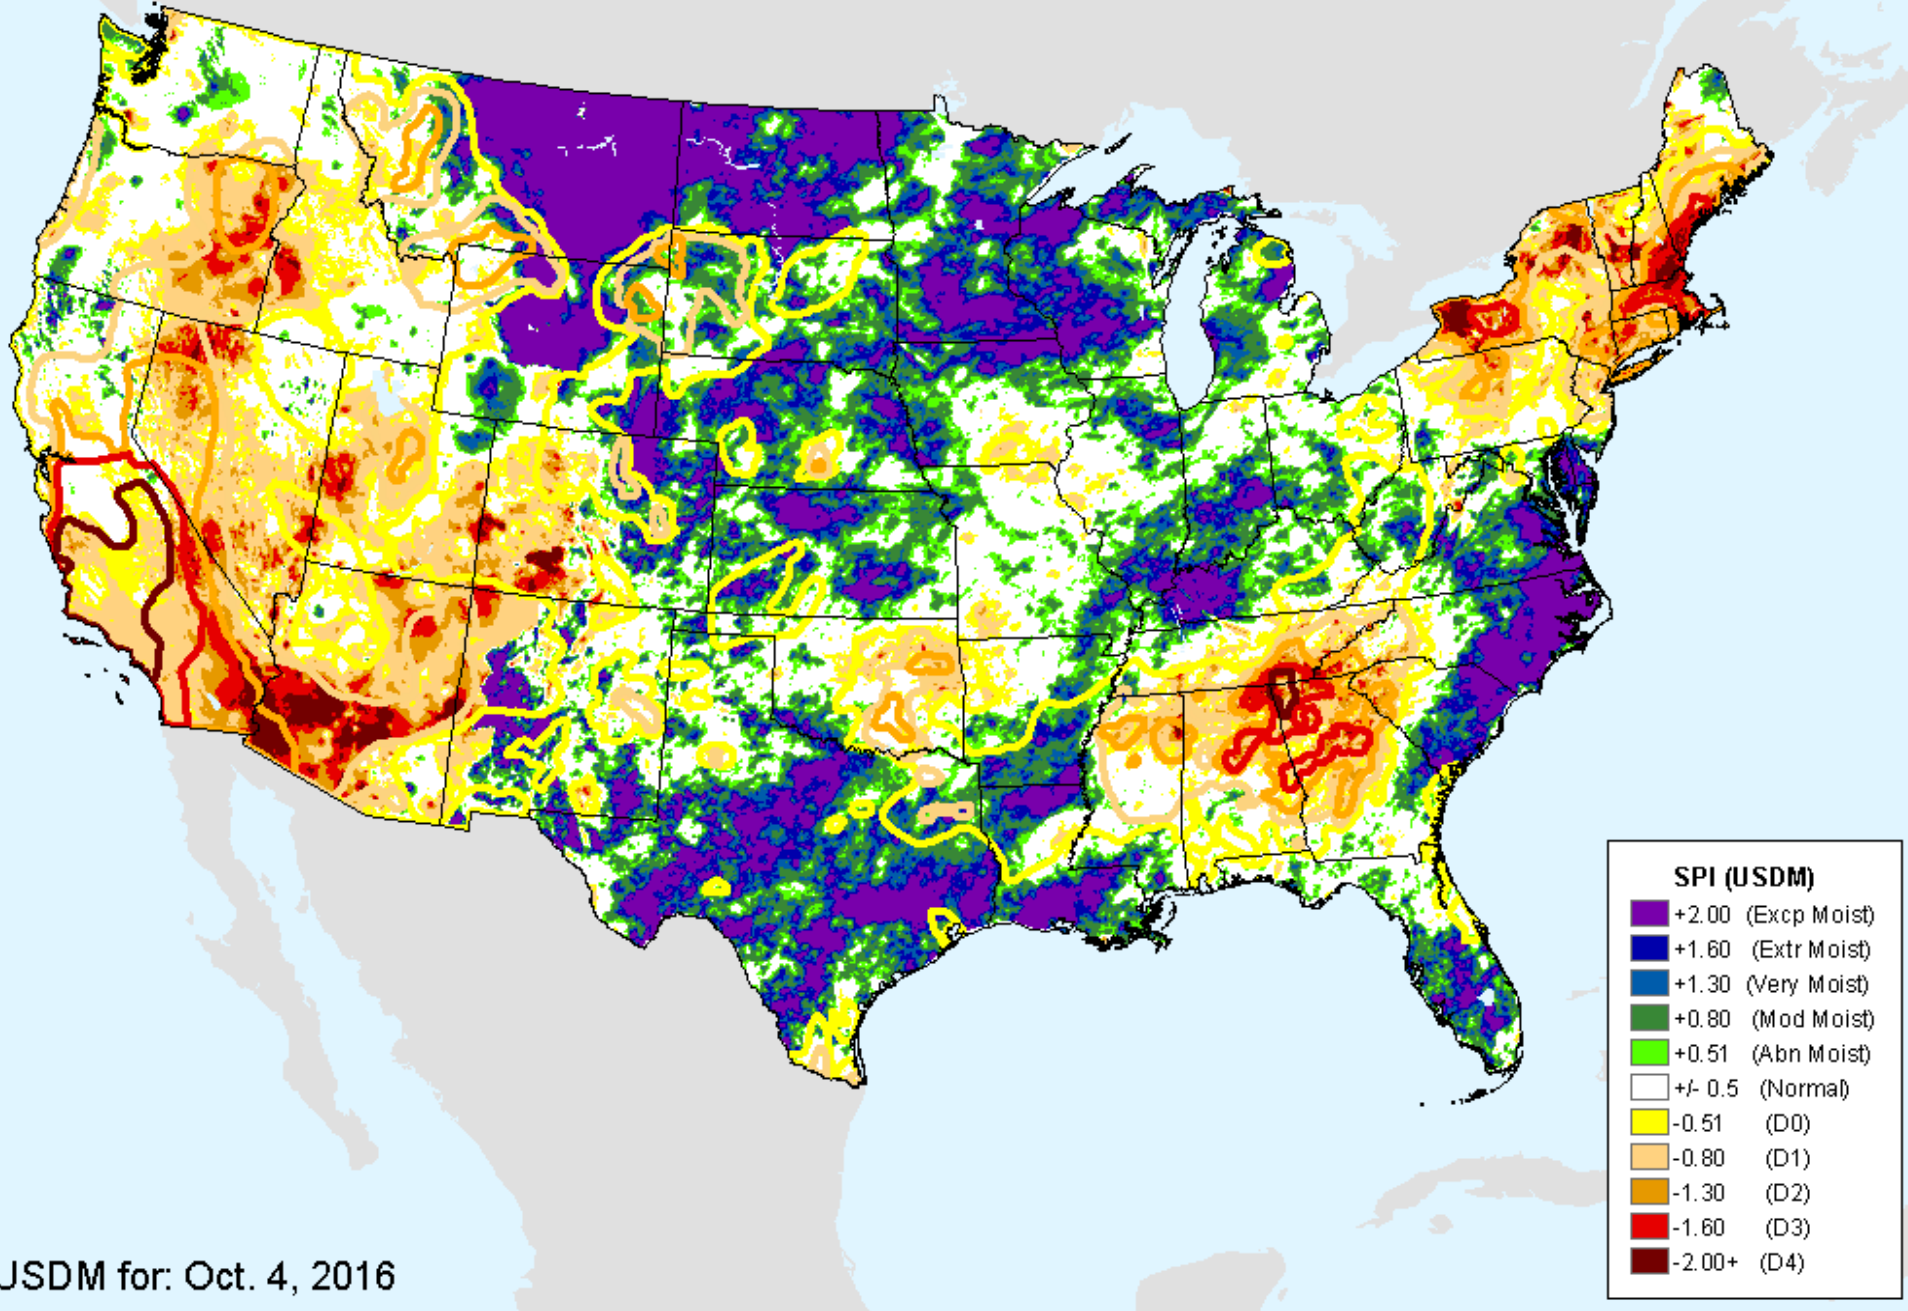 SPI (USDM)
+2.00 (Excp Moist)
+1.60 (Extr Moist)
+1.30 (Very Moist)
+0.80 (Mod Moist)
+0.51 (Abn Moist)
+/- 0.5 (Normal)
-0.51 (D0)
-0.80 (D1)
-1.30 (D2)
-1.60 (D3)
-2.00+ (D4)
USDM for: Oct. 4, 2016